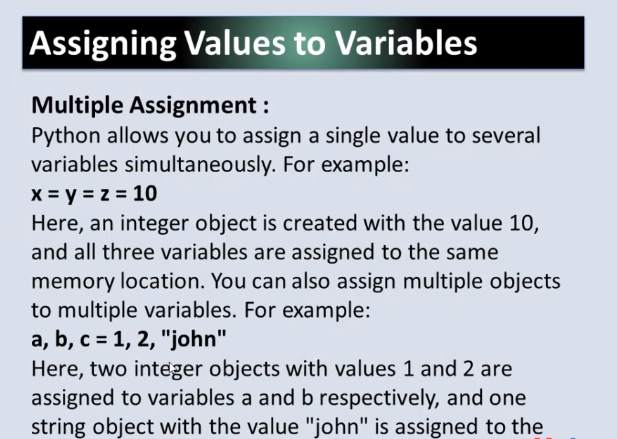 Assigning Values to Variables
Multiple Assignment :
Python allows you to assign a single value to several
variables simultaneously. For example:
x = y = z = 10
Here, an integer object is created with the value 10,
and all three variables are assigned to the same
memory location. You can also assign multiple objects
to multiple variables. For example:
a, b, c = 1, 2, "john"
Here, two integer objects with values 1 and 2 are
assigned to variables a and b respectively, and one
string object with the value "john" is assigned to the